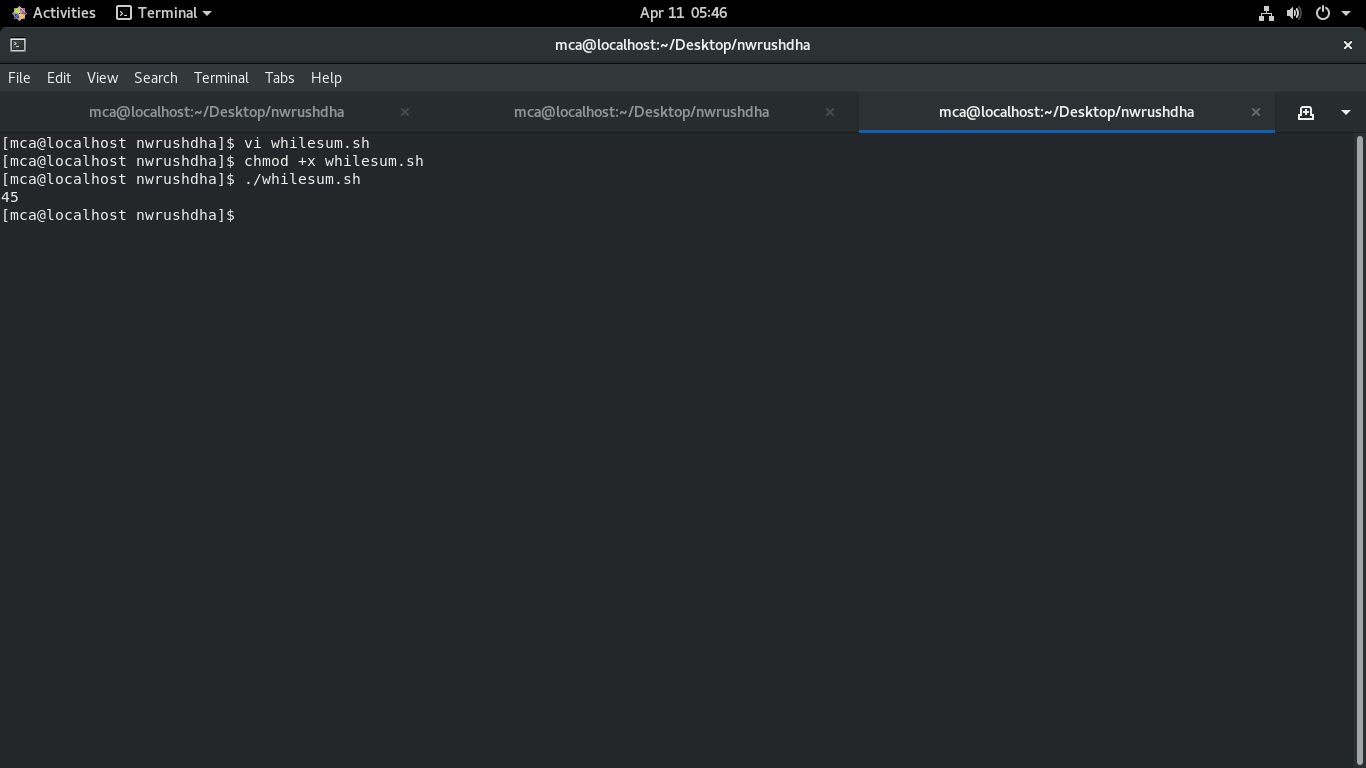 Activities Terminal Apr 11 05:46
mca@localhost:~/Desktop/nwrushdha
File Edit View Search Terminal Tabs Help
mca@localhost:~/Desktop/nwrushdha mca@localhost:~/Desktop/nwrushdha mca@localhost:~/Desktop/nwrushdha
[mca@localhost nwrushdha]$ vi whilesum.sh
[mca@localhost nwrushdha]$ chmod +x whilesum.sh
[mca@localhost nwrushdha]$ ./whilesum.sh
45
[mca@localhost nwrushdha]$